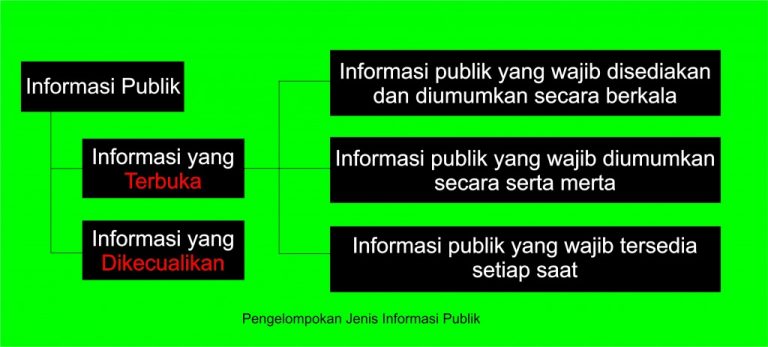 Informasi Publik
Informasi yang
Terbuka
Informasi yang
Dikecualikan
Informasi publik yang wajib disediakan
dan diumumkan secara berkala
Informasi publik yang wajib diumumkan
secara serta merta
Informasi publik yang wajib tersedia
setiap saat
Pengelompokan Jenis Informasi Publik